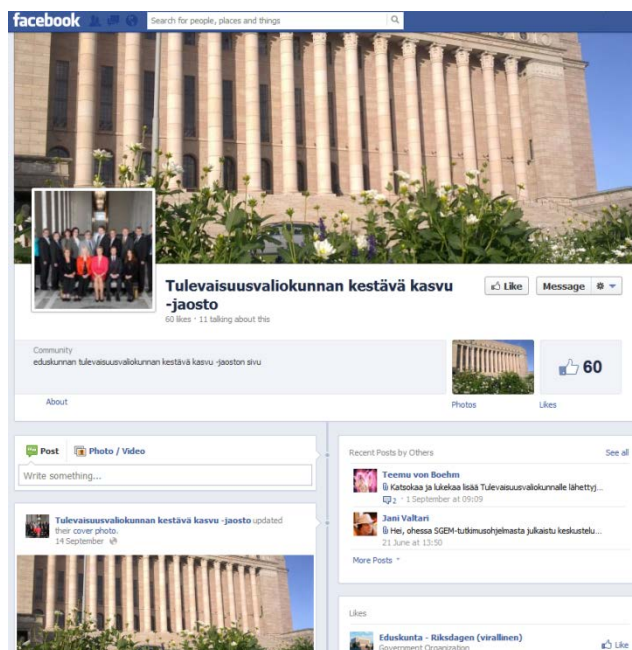 facebook
Search for people, places and things
Tulevaisuusvaliokunnan kestävä kasvu
-jaosto
60 likes · 11 talking about this
Like
Message
Community
eduskunnan tulevaisuusvaliokunnan kestävä kasvu -jaoston sivu
About
Photos
60
Likes
Post
Photo / Video
Write something...
Tulevaisuusvaliokunnan kestävä kasvu -jaosto updated
their cover photo.
14 September
Recent Posts by Others
See all
Teemu von Boehm
Katsokaa ja lukekaa lisää Tulevaisuusvaliokunnalle lähettyj...
2 · 1 September at 09:09
Jani Valtari
Hei, ohessa SGEM-tutkimusohjelmasta julkaistu keskustelu...
21 June at 13:50
More Posts
Likes
Eduskunta - Riksdagen (virallinen)
Government Organization
Like